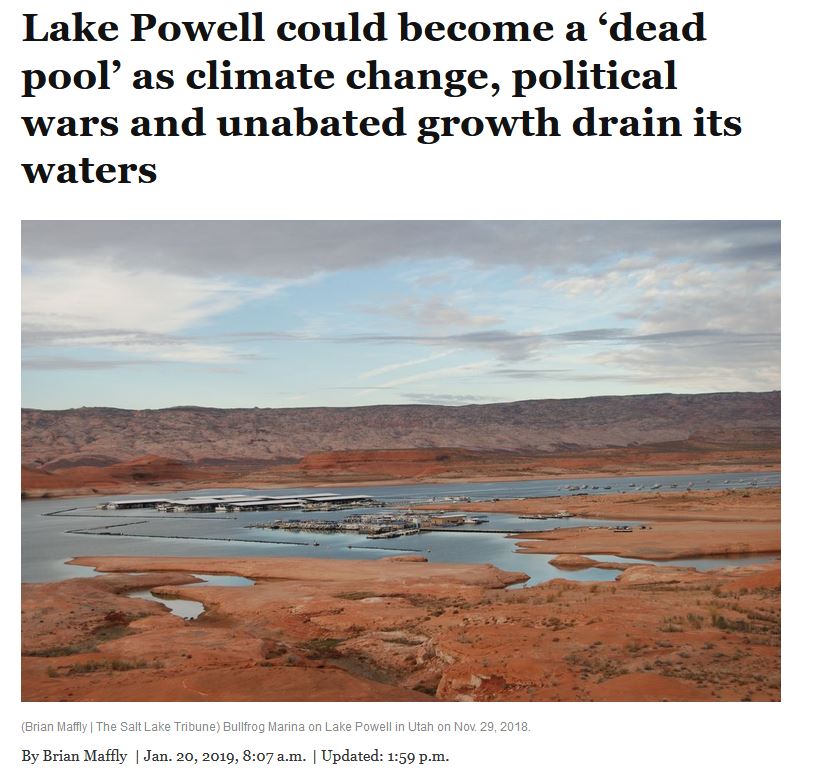 Lake Powell could become a ‘dead
pool’ as climate change, political
wars and unabated growth drain its
waters
(Brian Maffly | The Salt Lake Tribune) Bullfrog Marina on Lake Powell in Utah on Nov. 29, 2018.
By Brian Maffly | Jan. 20, 2019, 8:07 a.m. | Updated: 1:59 p.m.